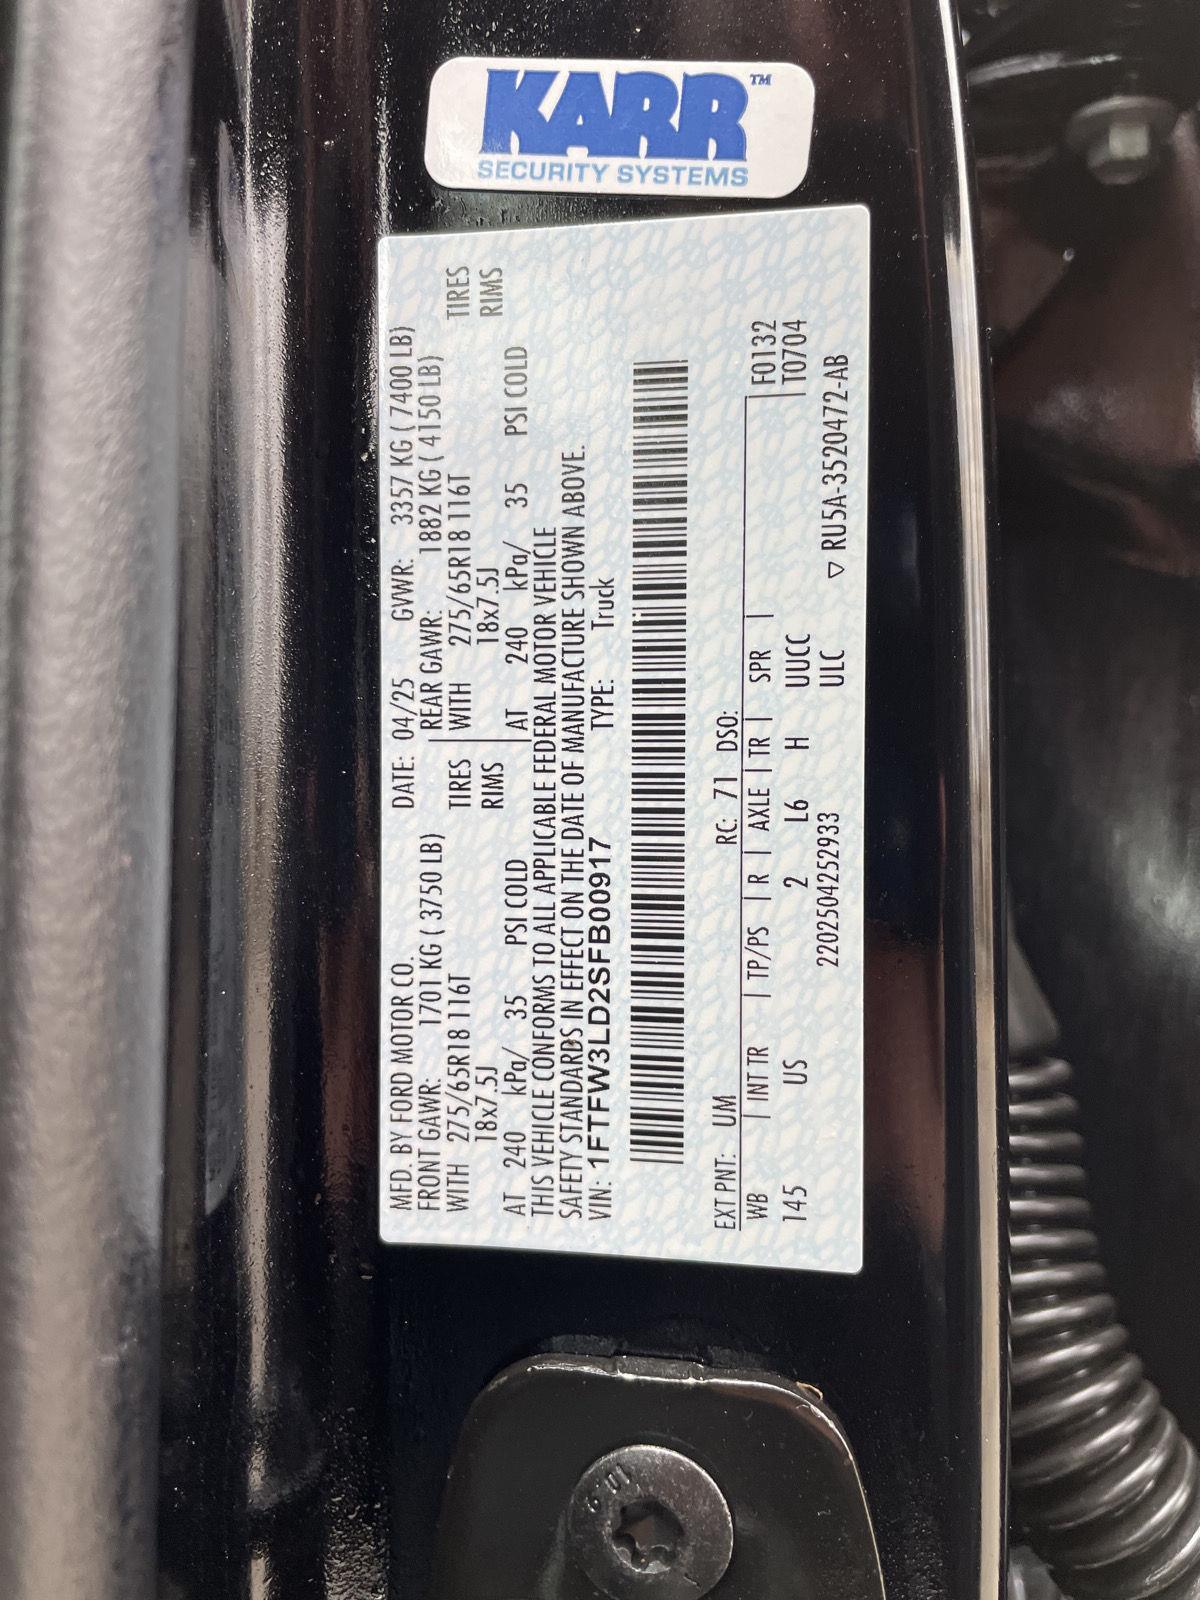 KARR™
SECURITY SYSTEMS
MFD. BY FORD MOTOR CO. DATE: 04/25 GVWR: 3357 KG ( 7400 LB)
FRONT GAWR: 1701 KG ( 3750 LB) REAR GAWR: 1882 KG ( 4150 LB)
WITH 275/65R18 116T TIRES WITH 275/65R18 116T TIRES
18x7.5J RIMS 18x7.5J RIMS
AT 240 kPa/ 35 PSI COLD AT 240 kPa/ 35 PSI COLD
THIS VEHICLE CONFORMS TO ALL APPLICABLE FEDERAL MOTOR VEHICLE
SAFETY STANDARDS IN EFFECT ON THE DATE OF MANUFACTURE SHOWN ABOVE.
VIN: 1FTFW3LD2SFB00917 TYPE: Truck
EXT PNT: UM RC: 71 DSO:
WB | INT TR | TP/PS | R | AXLE | TR | SPR | F0132
145 US 2 L6 H UUCC T0704
2202504252933 ULC
▽ RU5A-3520472-AB
10.9